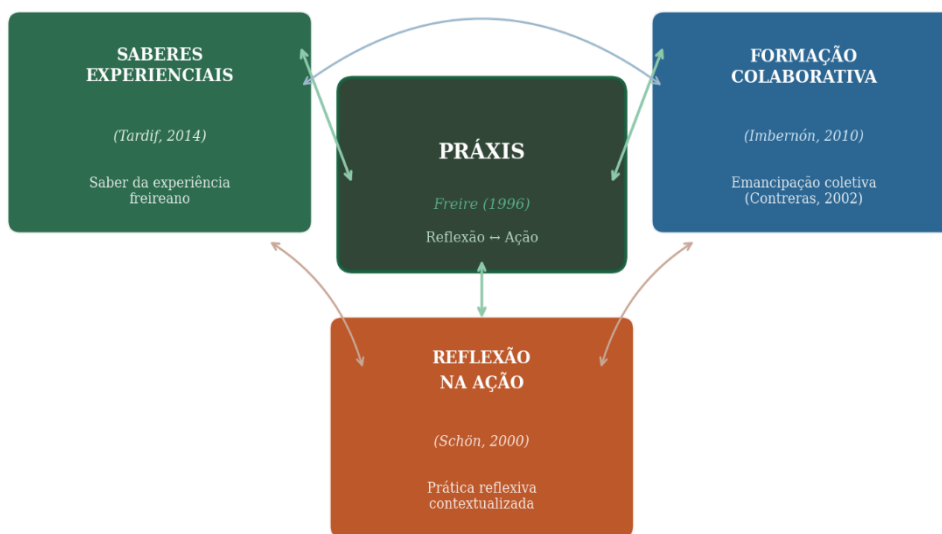 SABERES
EXPERIENCIAIS
(Tardif, 2014)
Saber da experiência
freireano
PRÁXIS
Freire (1996)
Reflexão ↔ Ação
FORMAÇÃO
COLABORATIVA
(Imbernón, 2010)
Emancipação coletiva
(Contreras, 2002)
REFLEXÃO
NA AÇÃO
(Schön, 2000)
Prática reflexiva
contextualizada